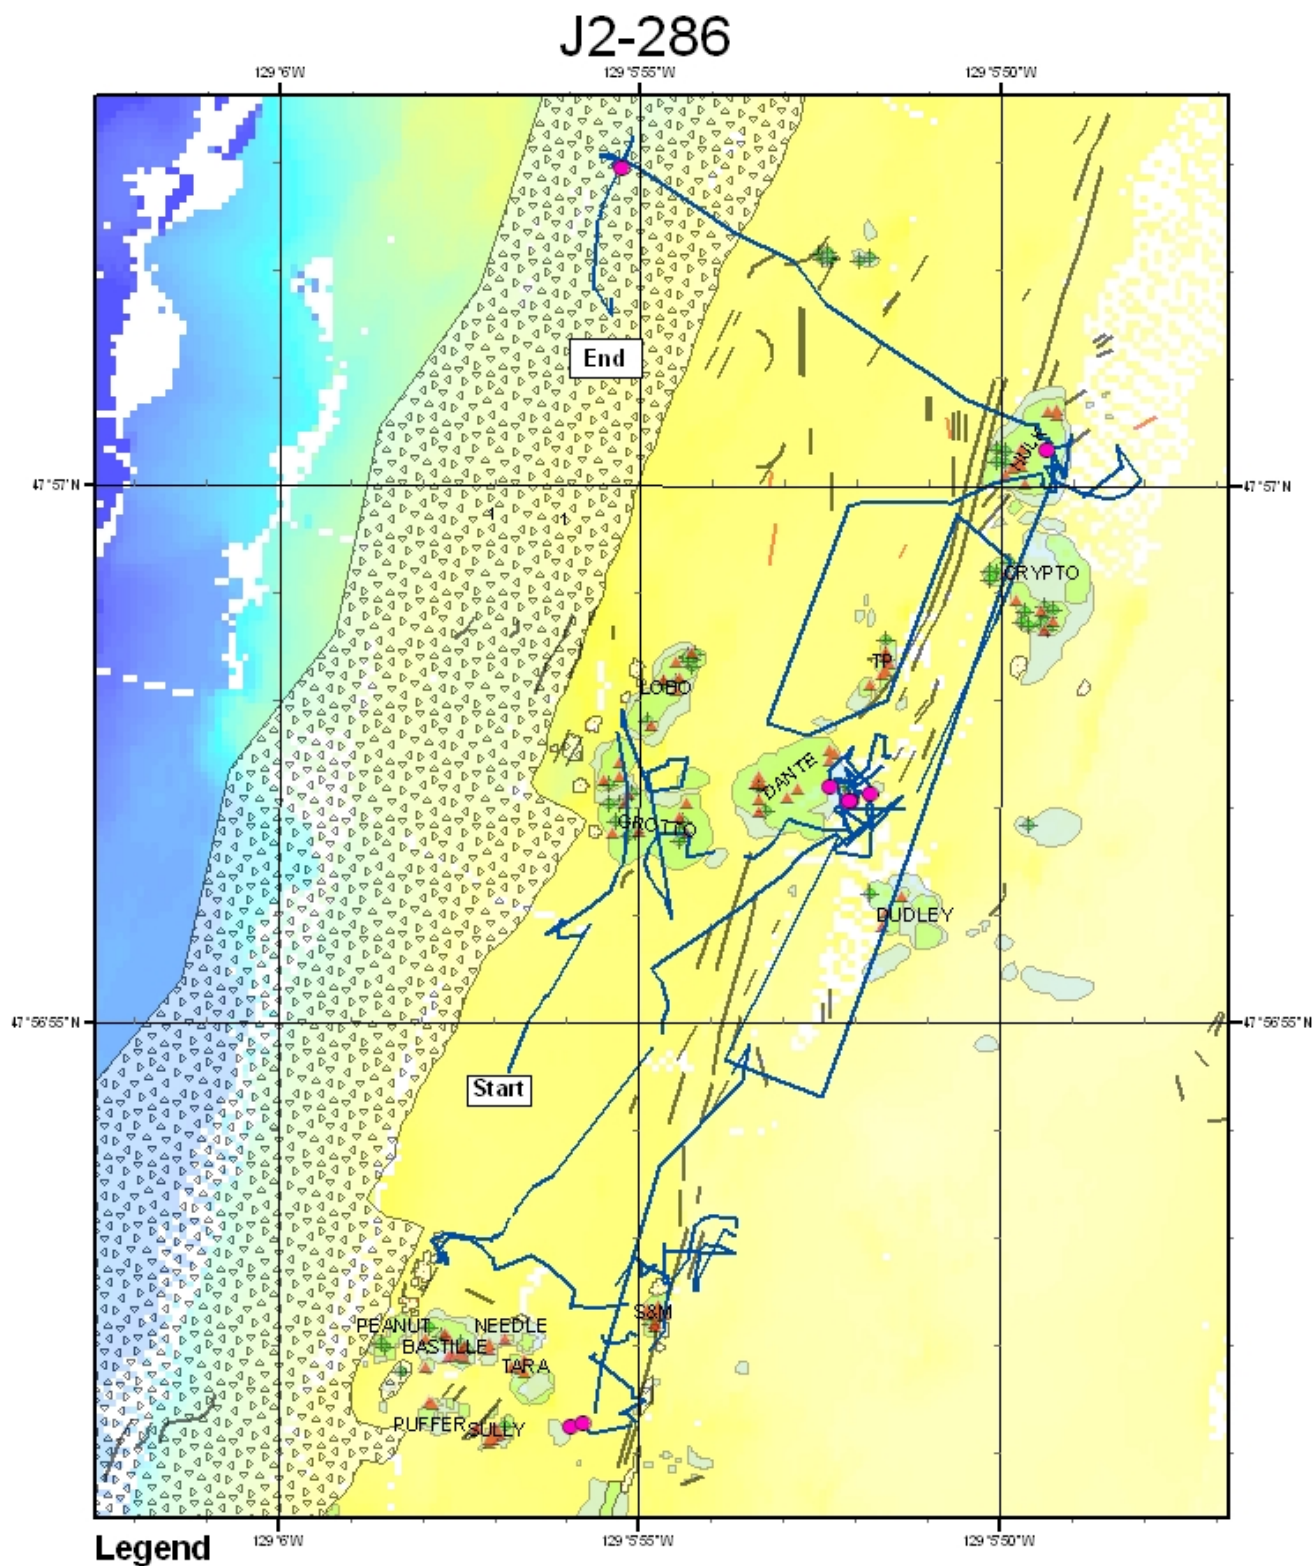 J2-286
129°6'W 129°5'55"W 129°5'50"W
End
HULK
47°57'N 47°57'N
1 1
CRYPTO
TP
LOBO
DANTE
GROTTO
DUDLEY
47°56'55"N 47°56'55"N
Start
S&M
PEANUT NEEDLE
BASTILLE
TARA
PUFFER SULLY
129°6'W 129°5'55"W 129°5'50"W
Legend